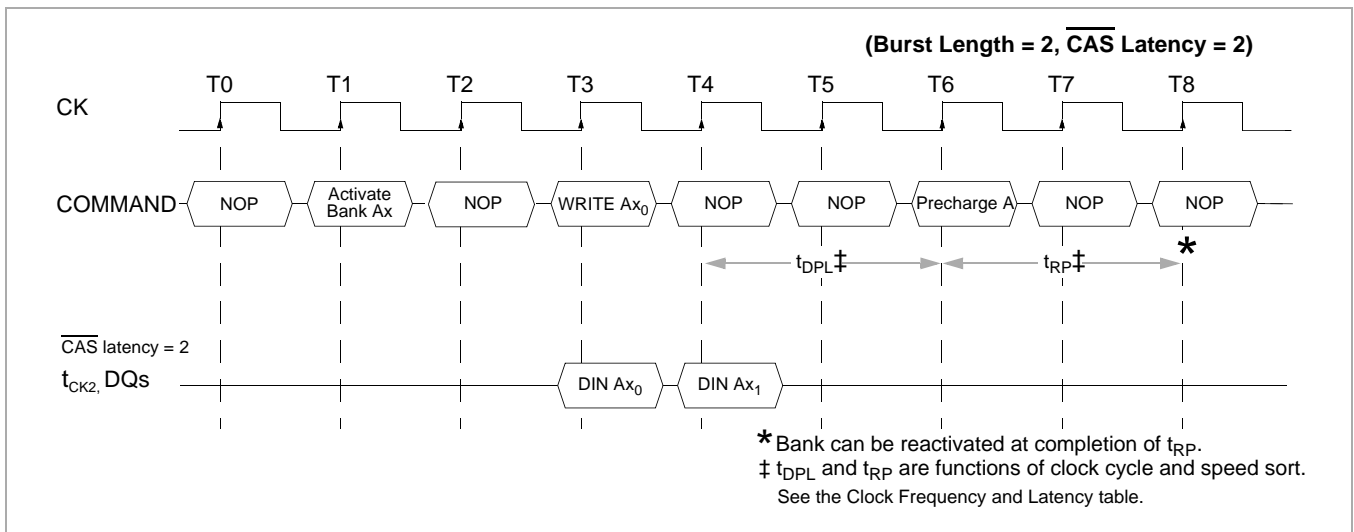 (Burst Length = 2, CAS Latency = 2)
T0 T1 T2 T3 T4 T5 T6 T7 T8
CK
COMMAND NOP Activate Bank Ax NOP WRITE Ax0 NOP NOP Precharge A NOP NOP
tDPL‡ tRP‡ *
CAS latency = 2
tCK2, DQs DIN Ax0 DIN Ax1
* Bank can be reactivated at completion of tRP.
‡ tDPL and tRP are functions of clock cycle and speed sort.
See the Clock Frequency and Latency table.